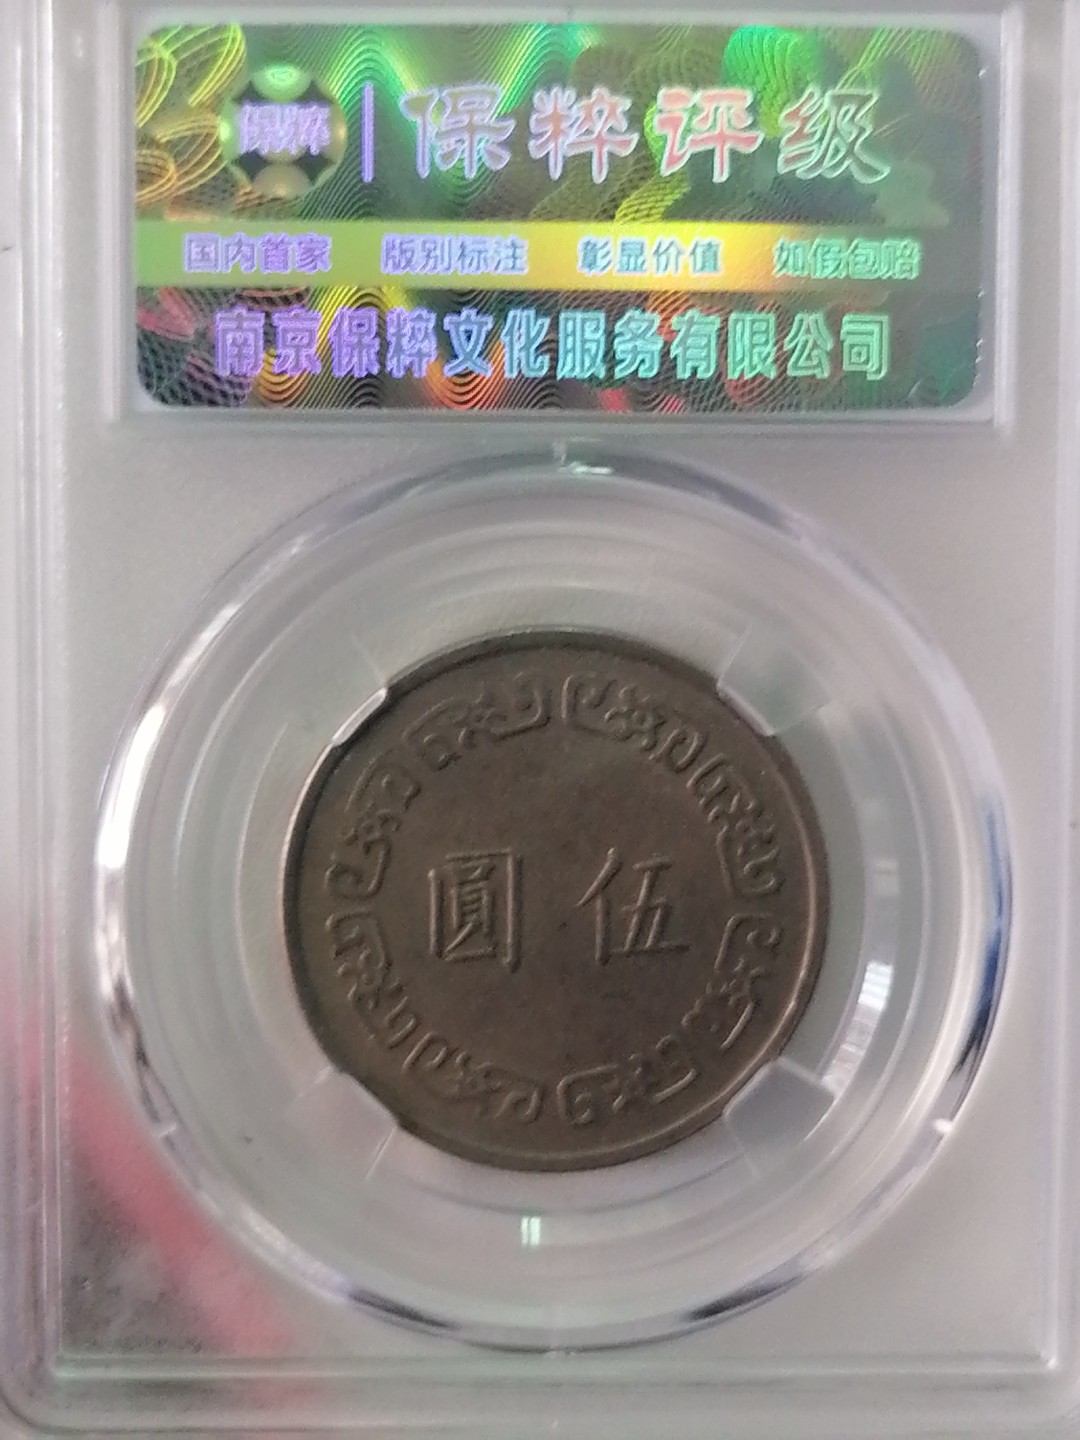 保粹 保粹评级
国内首家 版别标注 彰显价值 如假包赔
南京保粹文化服务有限公司
圓 伍